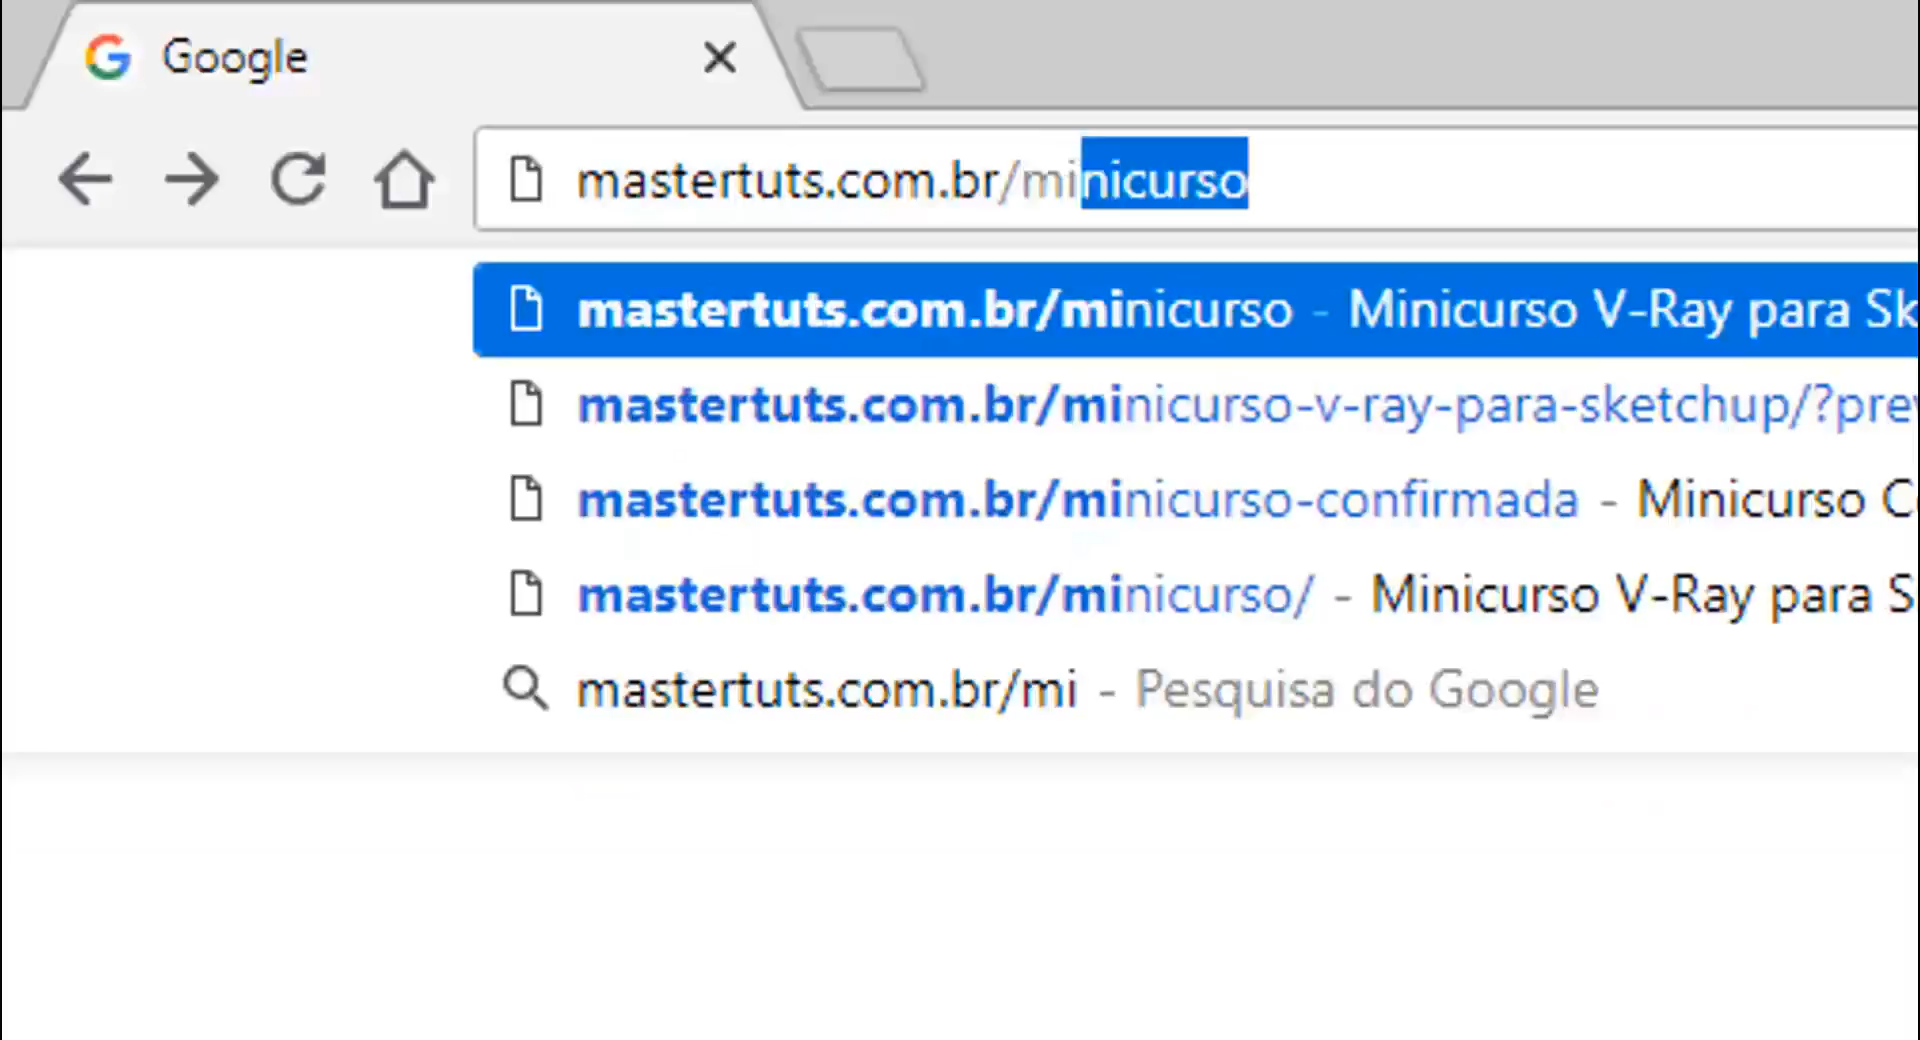 Google
mastertuts.com.br/minicurso
mastertuts.com.br/minicurso - Minicurso V-Ray para Sk
mastertuts.com.br/minicurso-v-ray-para-sketchup/?prev
mastertuts.com.br/minicurso-confirmada - Minicurso C
mastertuts.com.br/minicurso/ - Minicurso V-Ray para S
mastertuts.com.br/mi - Pesquisa do Google